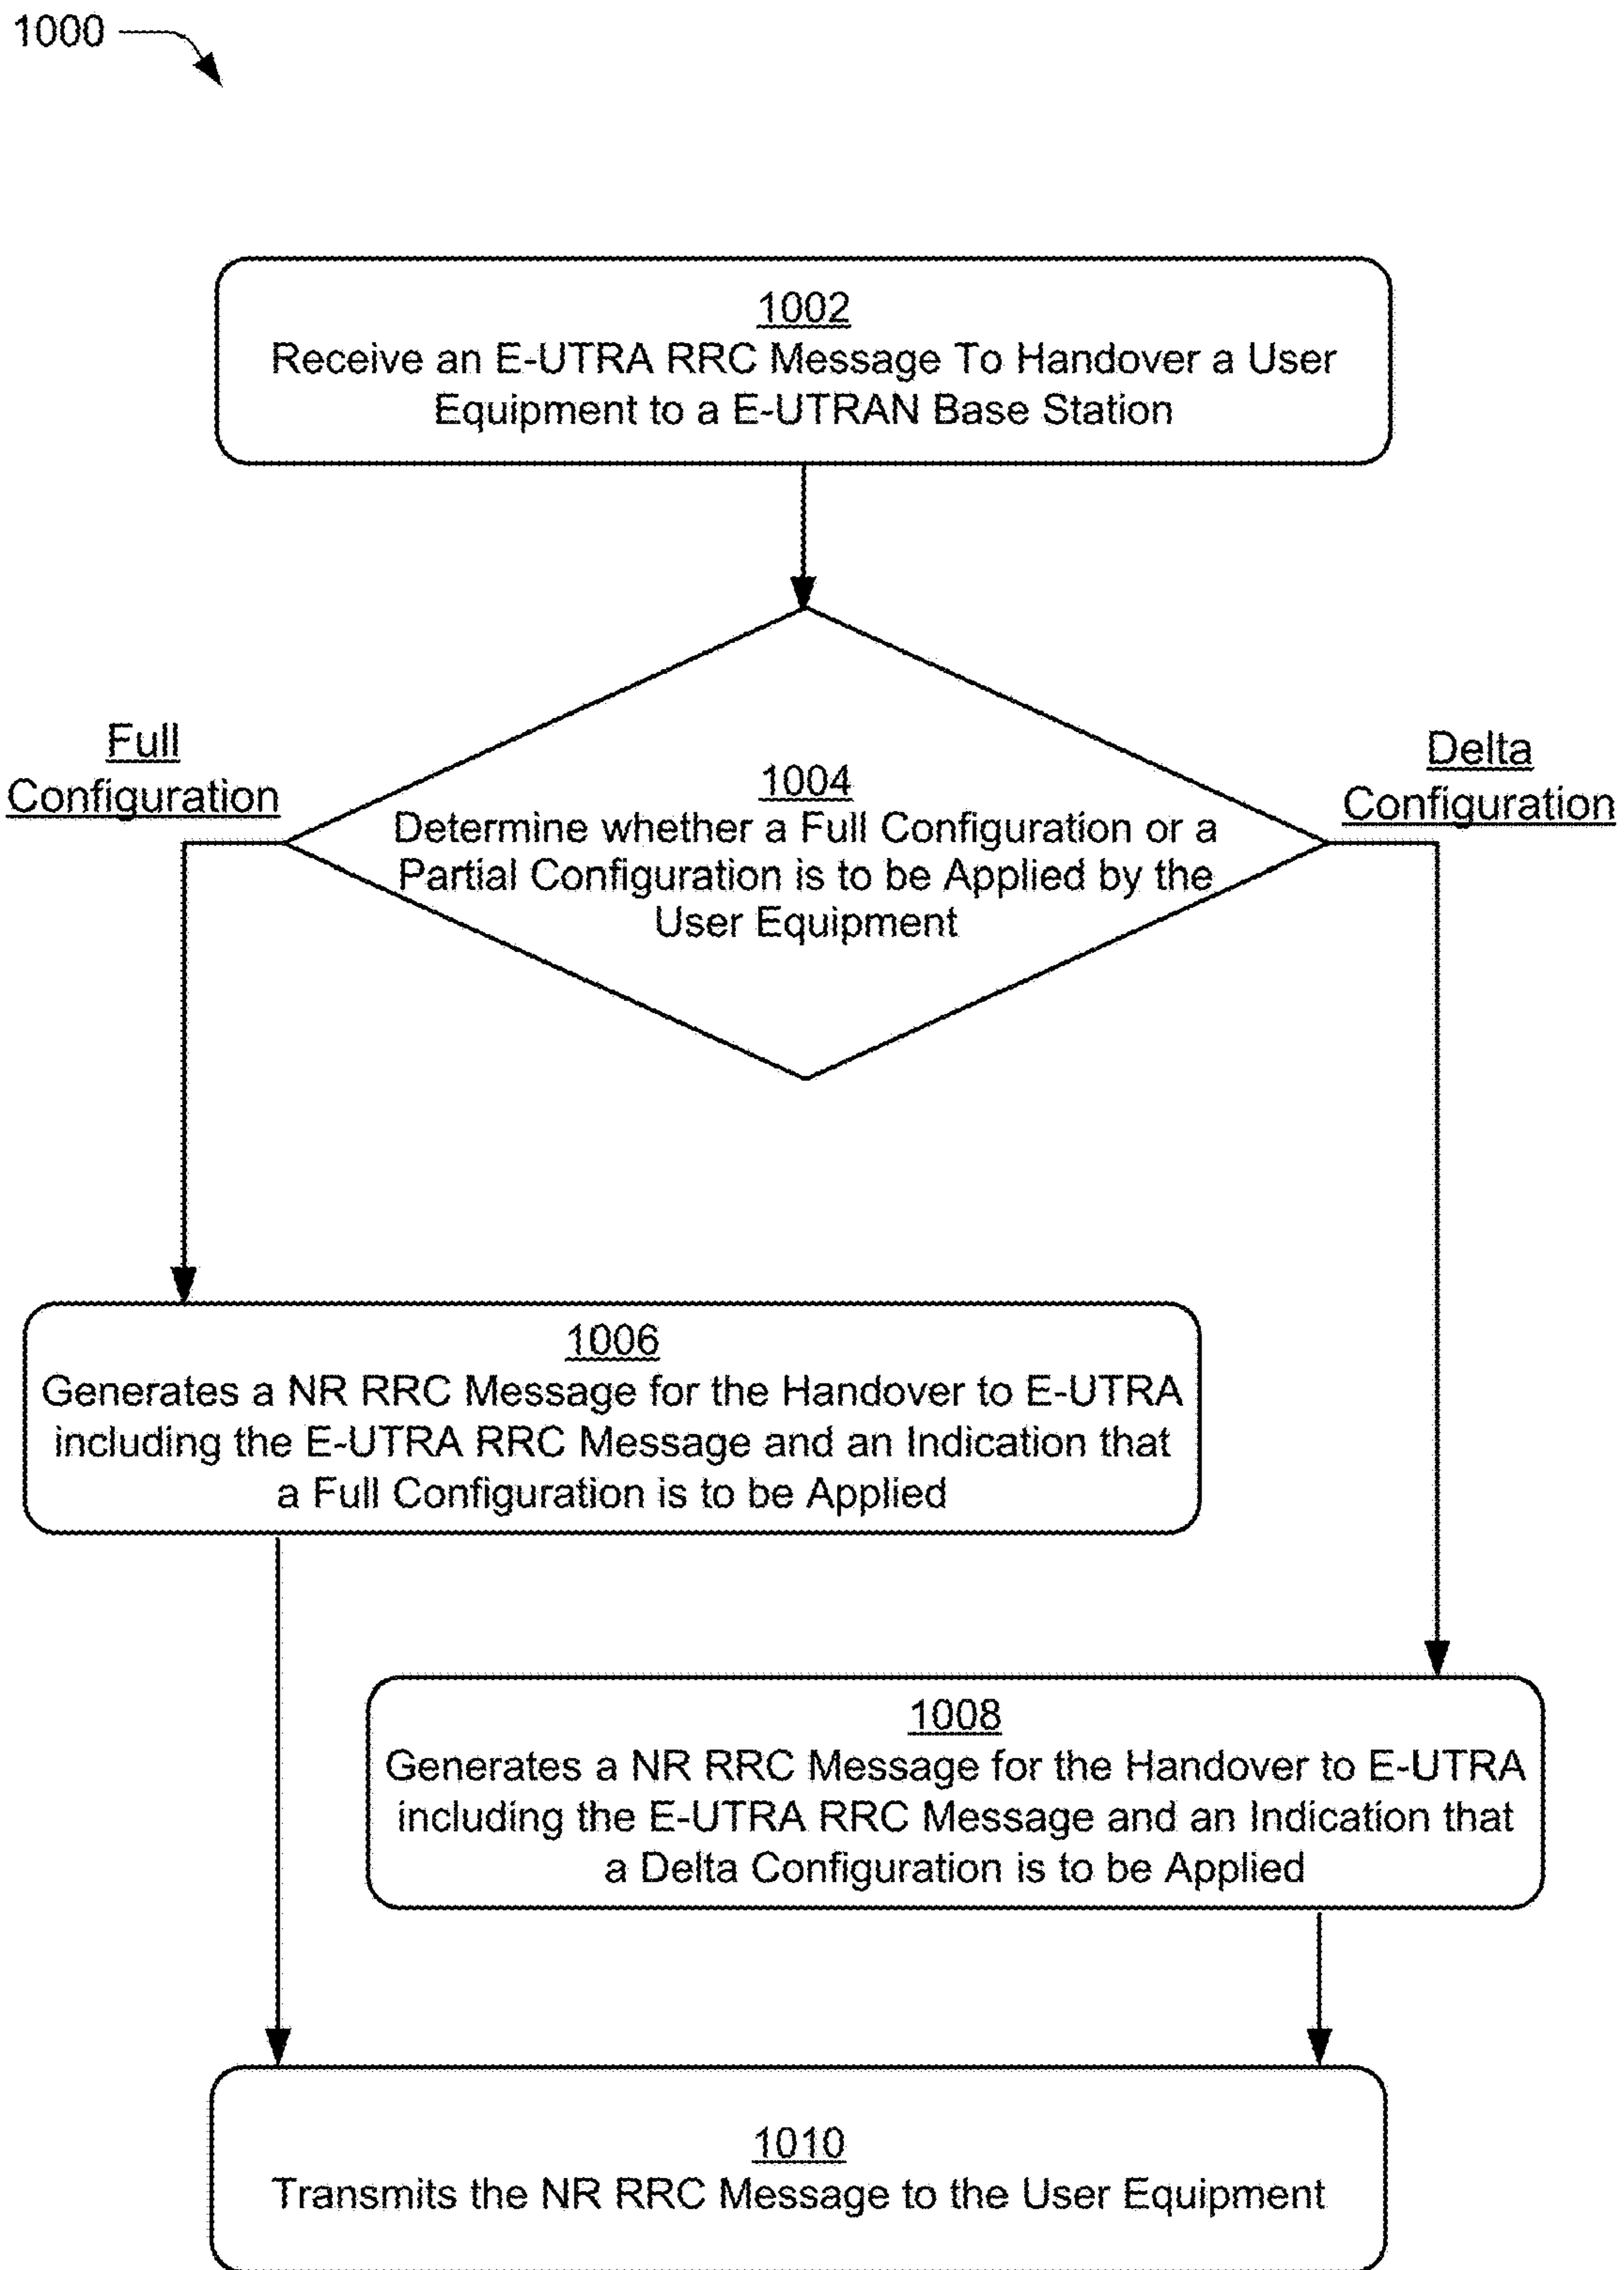 1000
1002
Receive an E-UTRA RRC Message To Handover a User
Equipment to a E-UTRAN Base Station
Full
Configuration
Delta
Configuration
1004
Determine whether a Full Configuration or a
Partial Configuration is to be Applied by the
User Equipment
1006
Generates a NR RRC Message for the Handover to E-UTRA
including the E-UTRA RRC Message and an Indication that
a Full Configuration is to be Applied
1008
Generates a NR RRC Message for the Handover to E-UTRA
including the E-UTRA RRC Message and an Indication that
a Delta Configuration is to be Applied
1010
Transmits the NR RRC Message to the User Equipment